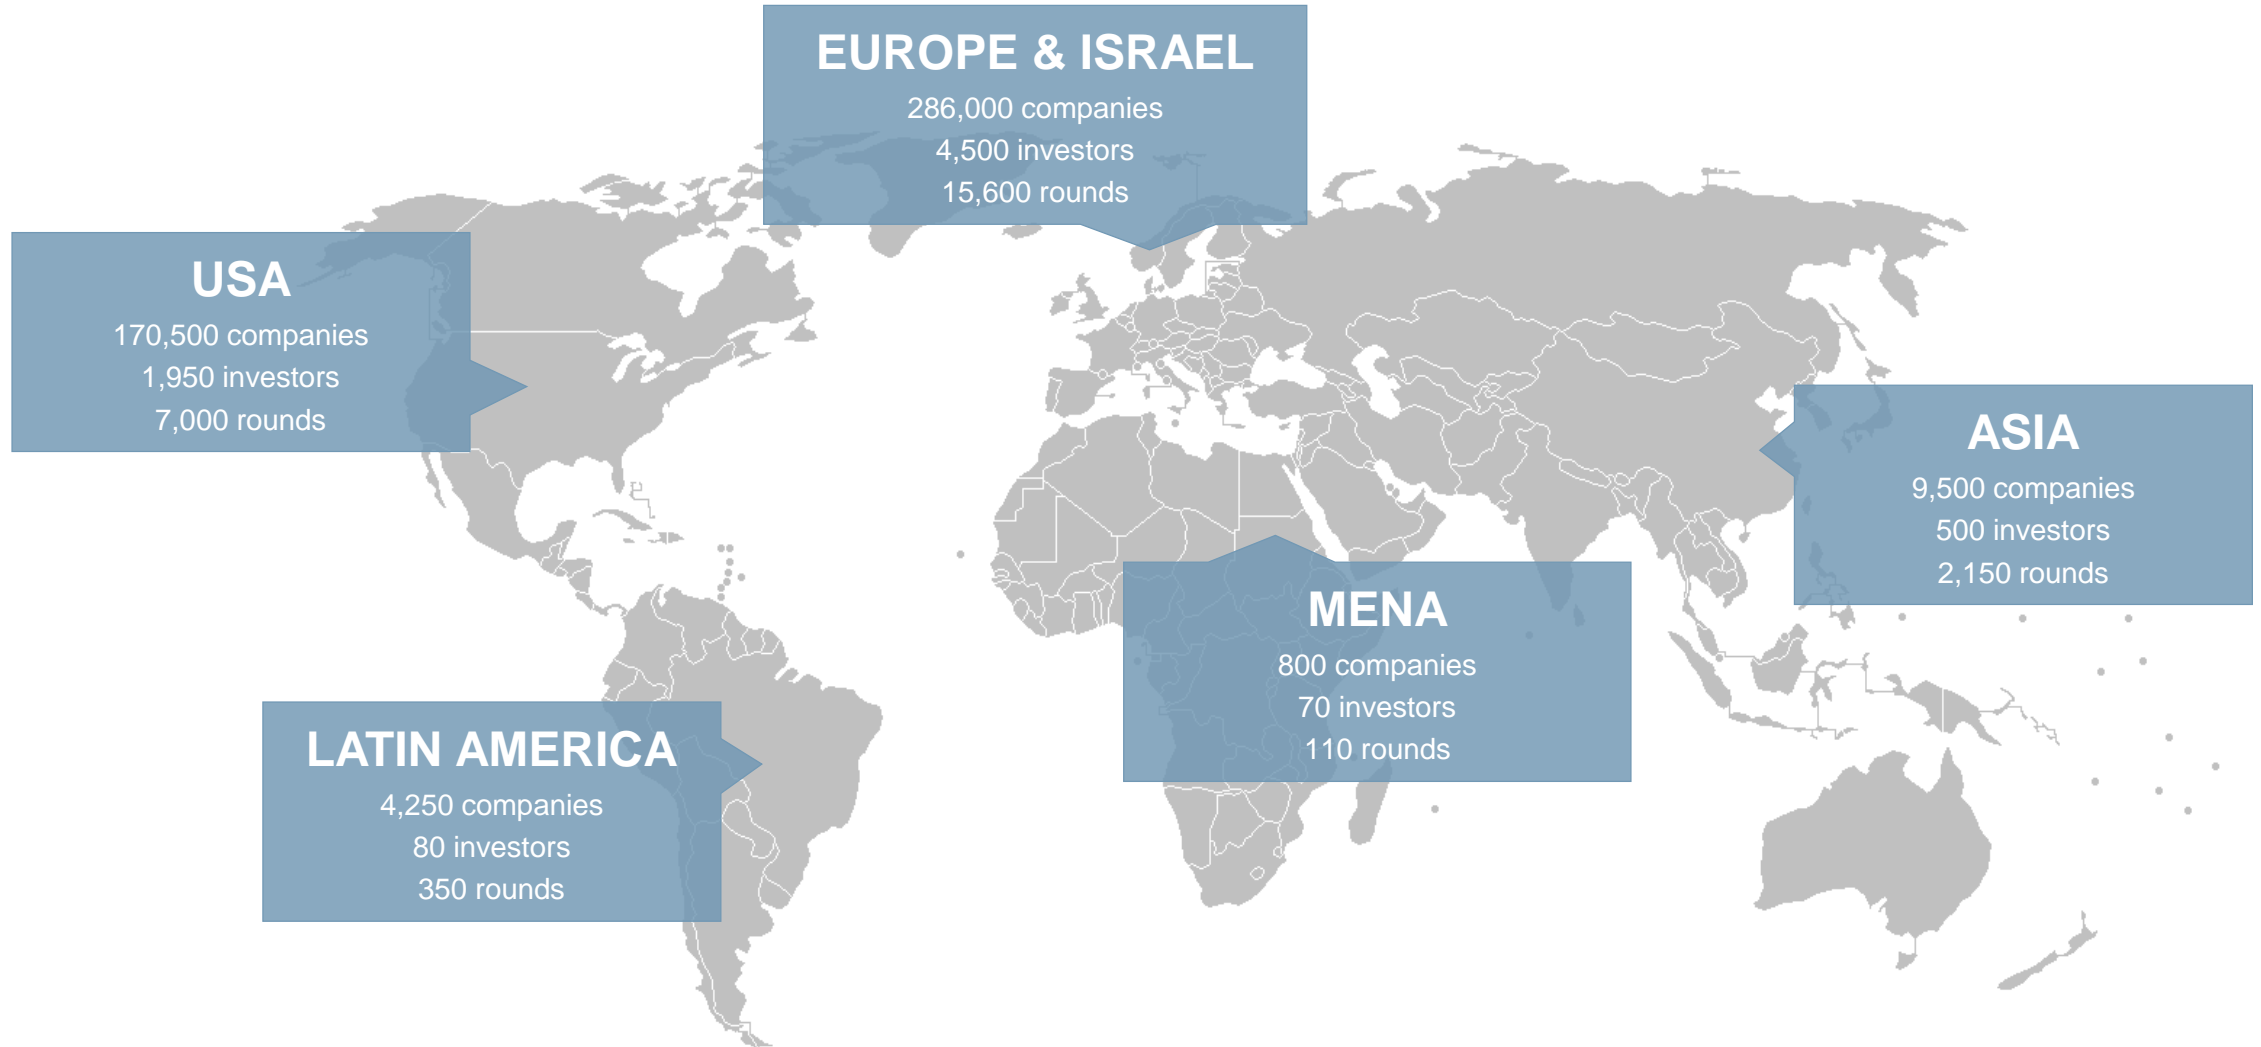 EUROPE & ISRAEL
286,000 companies
4,500 investors
15,600 rounds
USA
170,500 companies
1,950 investors
7,000 rounds
ASIA
9,500 companies
500 investors
2,150 rounds
MENA
800 companies
70 investors
110 rounds
LATIN AMERICA
4,250 companies
80 investors
350 rounds